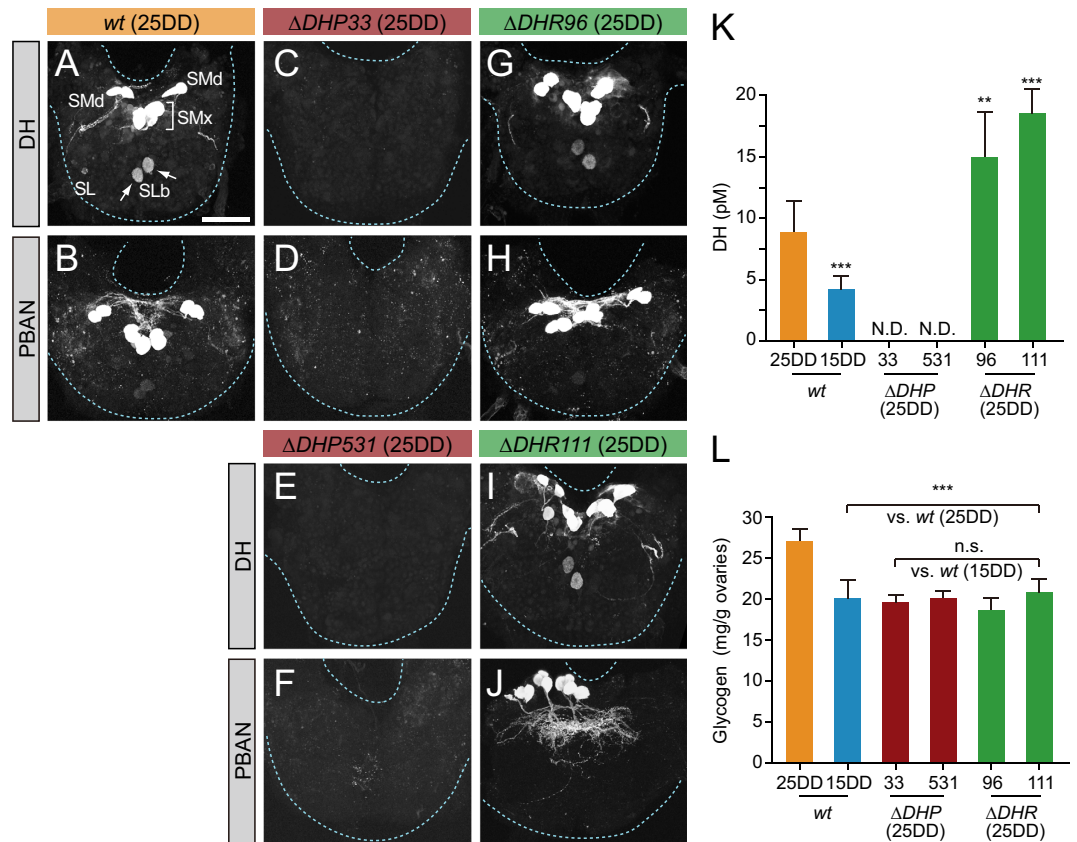 wt (25DD)
ΔDHP33 (25DD)
ΔDHR96 (25DD)
DH
A
SMd
SMd
SMx
SL
SLb
C
G
PBAN
B
D
H
ΔDHP531 (25DD)
ΔDHR111 (25DD)
DH
E
I
PBAN
F
J
K
DH (pM)
20
15
10
5
0
***
N.D.
N.D.
**
***
25DD 15DD 33 531 96 111
wt ΔDHP ΔDHR
(25DD) (25DD)
L
Glycogen (mg/g ovaries)
30
25
20
15
10
5
0
***
vs. wt (25DD)
n.s.
vs. wt (15DD)
25DD 15DD 33 531 96 111
wt ΔDHP ΔDHR
(25DD) (25DD)